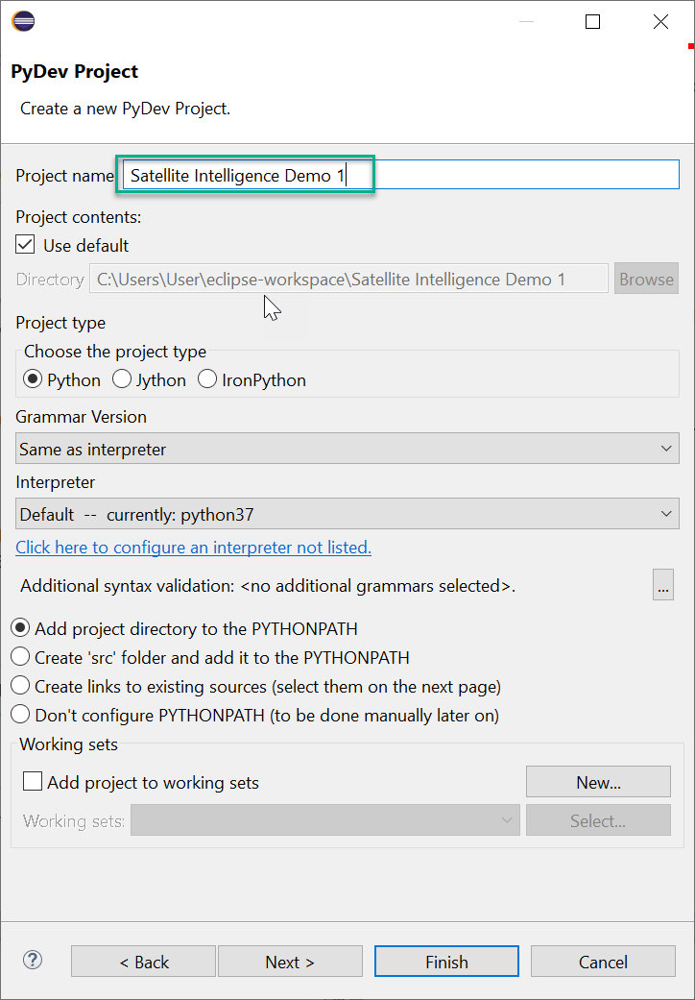 PyDev Project
Create a new PyDev Project.
Project name
Satellite Intelligence Demo 1
Project contents:
Use default
Directory C:\Users\User\eclipse-workspace\Satellite Intelligence Demo 1 Browse
Project type
Choose the project type
Python Jython IronPython
Grammar Version
Same as interpreter
Interpreter
Default -- currently: python37
Click here to configure an interpreter not listed.
Additional syntax validation: <no additional grammars selected>. ...
Add project directory to the PYTHONPATH
Create 'src' folder and add it to the PYTHONPATH
Create links to existing sources (select them on the next page)
Don't configure PYTHONPATH (to be done manually later on)
Working sets
Add project to working sets New...
Working sets: Select...
? < Back Next > Finish Cancel